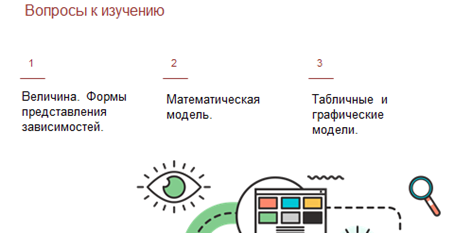 Вопросы к изучению
1
Величина. Формы
представления
зависимостей.
2
Математическая
модель.
3
Табличные и
графические
модели.